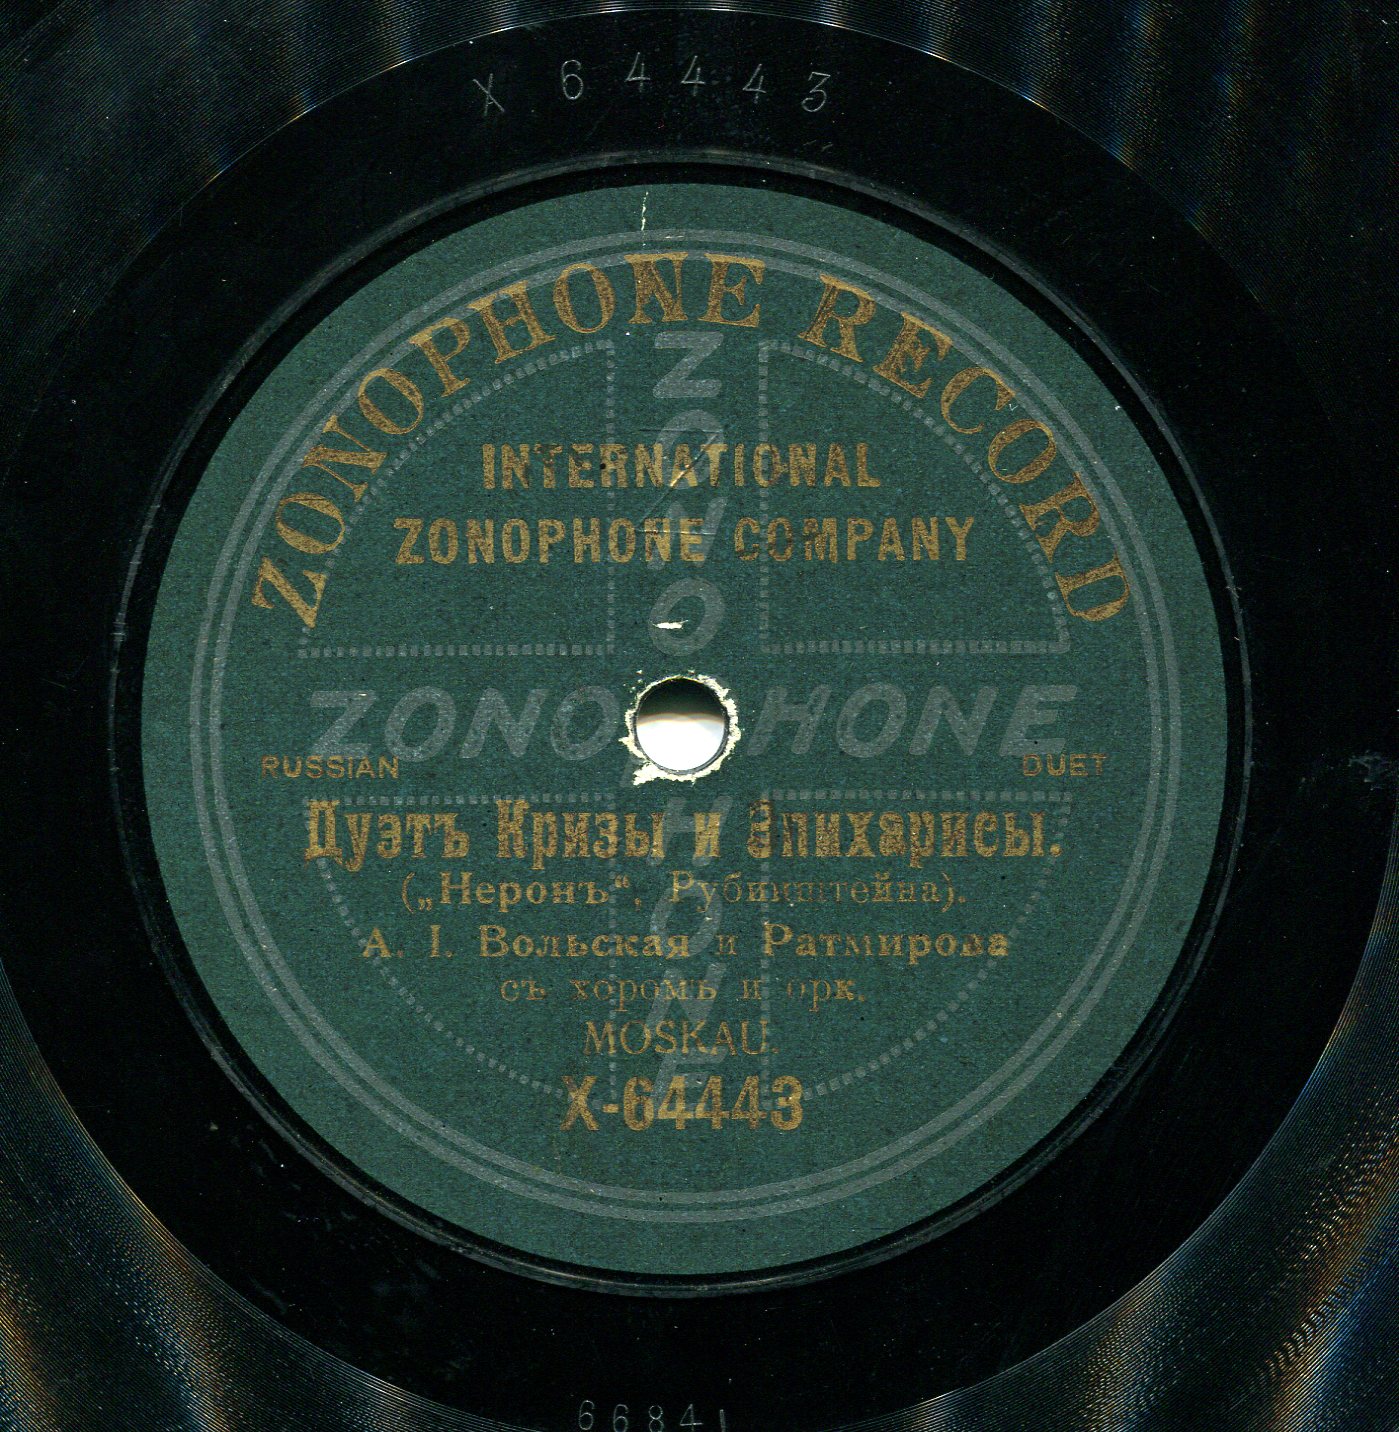 X 64443
ZONOPHONE RECORD
ZONOPHONE
INTERNATIONAL
ZONOPHONE COMPANY
ZONOPHONE
RUSSIAN
DUET
Дуэтъ Кризы и Эпихарисы.
(„Неронъ“, Рубинштейна).
А. І. Вольская и Ратмирова
съ хоромъ и орк.
MOSKAU.
X-64443